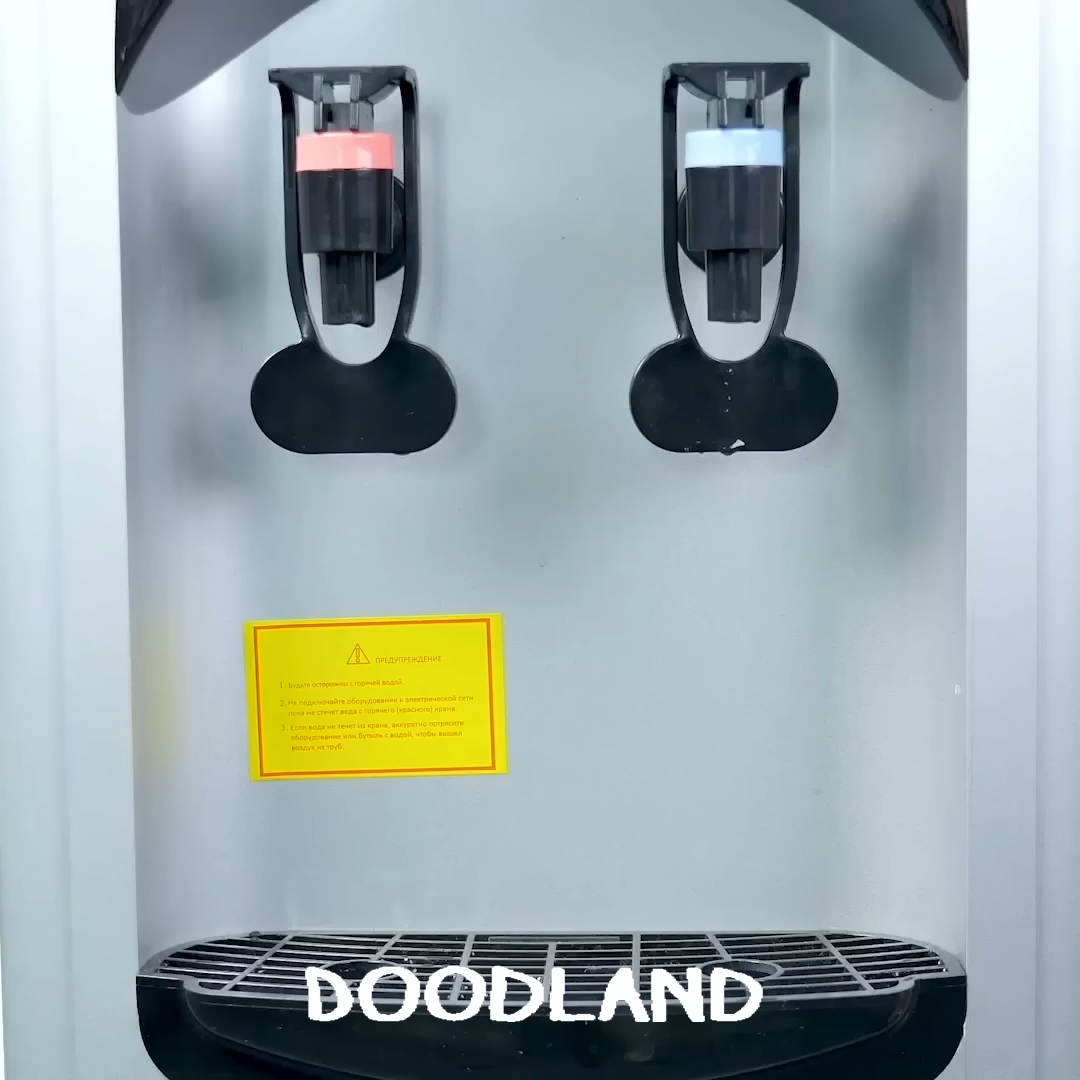 ПРЕДУПРЕЖДЕНИЕ
1. Будьте осторожны с горячей водой.
2. Не подключайте оборудование к электрической сети
пока не стечет вода с горячего (красного) крана.
3. Если вода не течет из крана, аккуратно потрясите
оборудование или бутыль с водой, чтобы вышел
воздух из труб.
DOODLAND